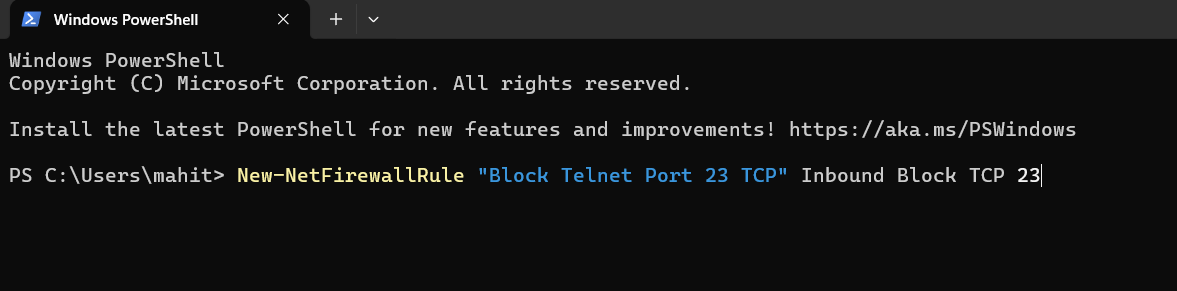 Windows PowerShell
Windows PowerShell
Copyright (C) Microsoft Corporation. All rights reserved.
Install the latest PowerShell for new features and improvements! https://aka.ms/PSWindows
PS C:\Users\mahit> New-NetFirewallRule "Block Telnet Port 23 TCP" Inbound Block TCP 23